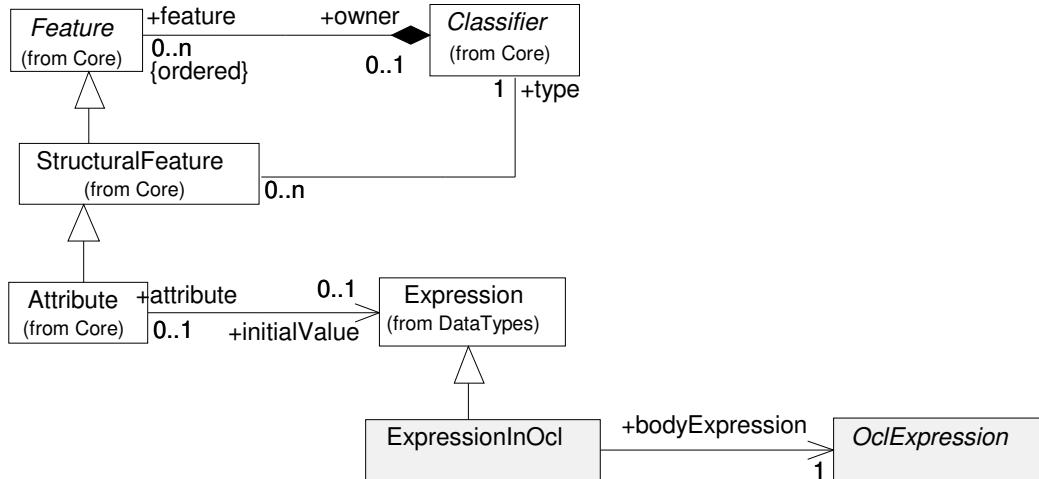 Feature
(from Core)
+feature
0..n
{ordered}
+owner
0..1
Classifier
(from Core)
1
+type
StructuralFeature
(from Core)
0..n
Attribute
(from Core)
+attribute
0..1
0..1
+initialValue
Expression
(from DataTypes)
ExpressionInOcl
+bodyExpression
1
OclExpression